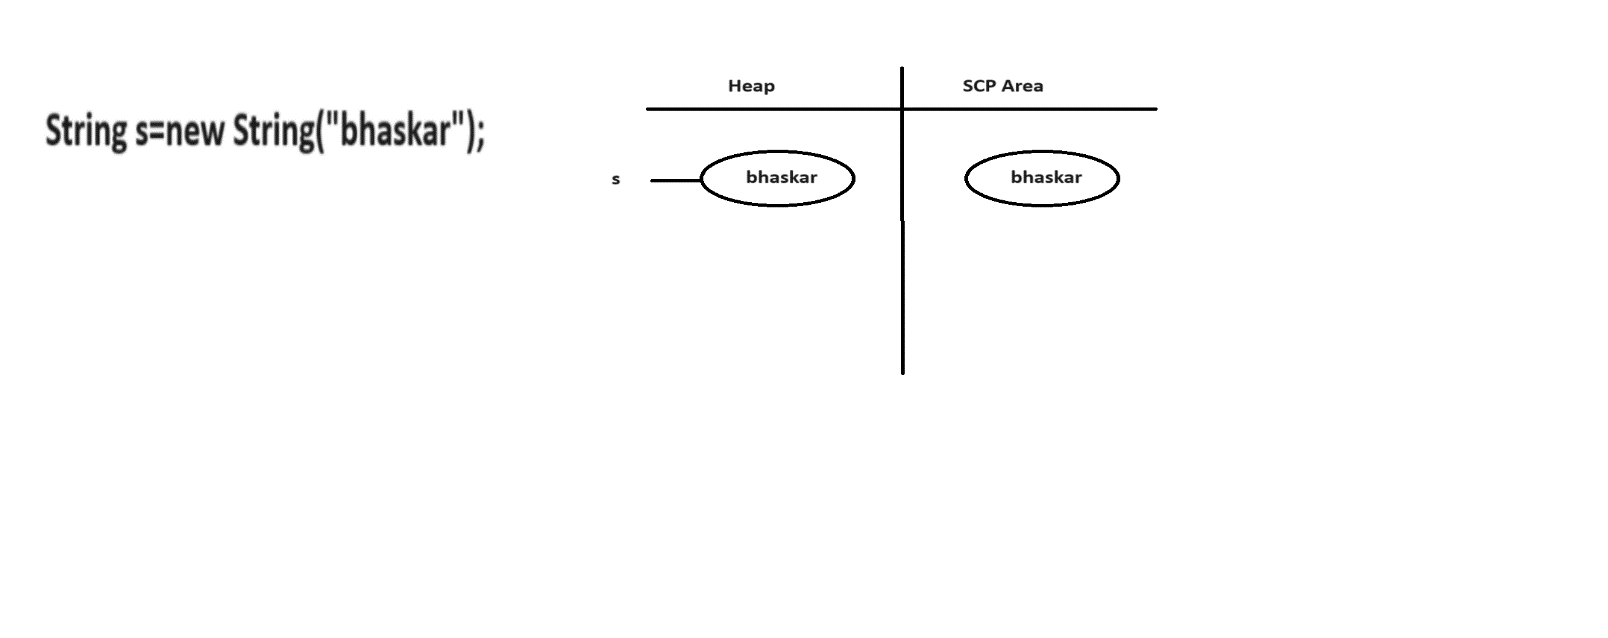 String s=new String("bhaskar");
Heap SCP Area
s bhaskar bhaskar